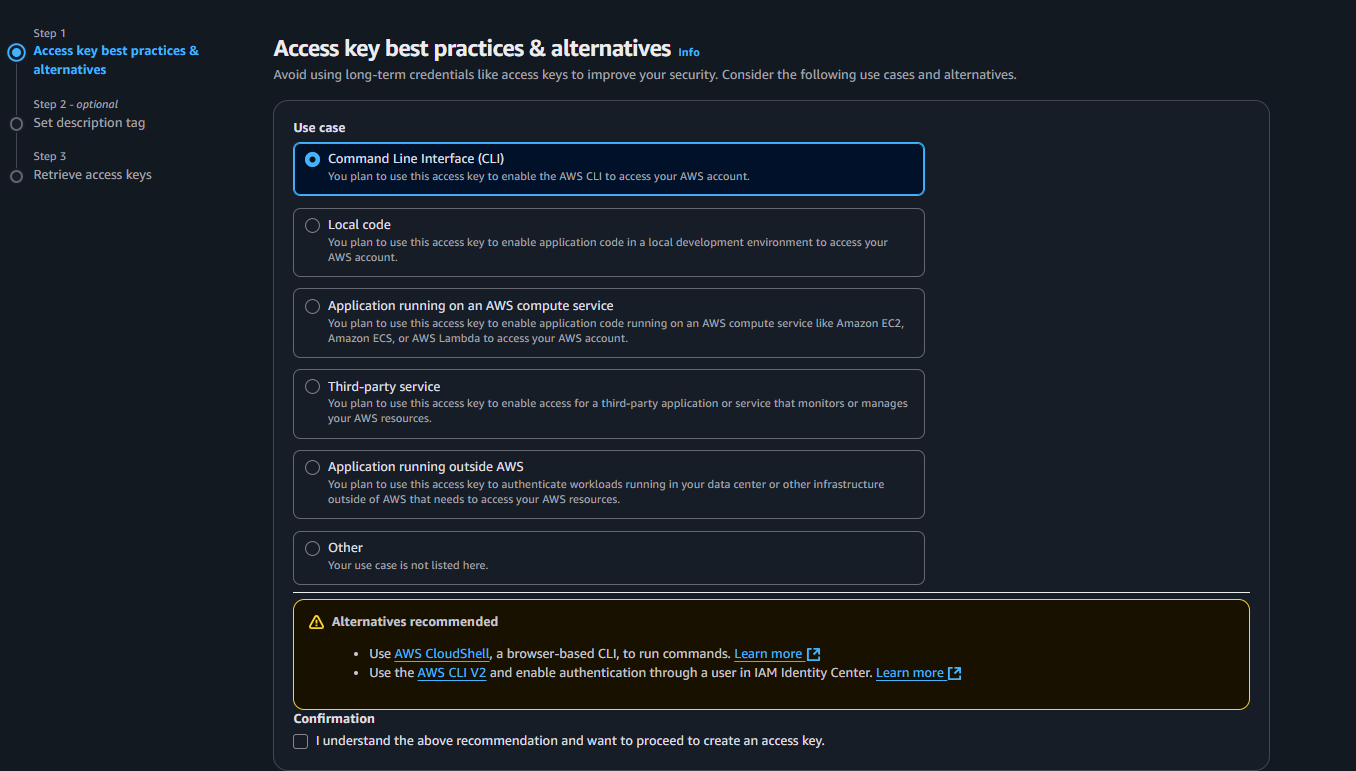 Step 1
Access key best practices &
alternatives
Step 2 - optional
Set description tag
Step 3
Retrieve access keys
Access key best practices & alternatives Info
Avoid using long-term credentials like access keys to improve your security. Consider the following use cases and alternatives.
Use case
Command Line Interface (CLI)
You plan to use this access key to enable the AWS CLI to access your AWS account.
Local code
You plan to use this access key to enable application code in a local development environment to access your
AWS account.
Application running on an AWS compute service
You plan to use this access key to enable application code running on an AWS compute service like Amazon EC2,
Amazon ECS, or AWS Lambda to access your AWS account.
Third-party service
You plan to use this access key to enable access for a third-party application or service that monitors or manages
your AWS resources.
Application running outside AWS
You plan to use this access key to authenticate workloads running in your data center or other infrastructure
outside of AWS that needs to access your AWS resources.
Other
Your use case is not listed here.
Alternatives recommended
• Use AWS CloudShell, a browser-based CLI, to run commands. Learn more
• Use the AWS CLI V2 and enable authentication through a user in IAM Identity Center. Learn more
Confirmation
I understand the above recommendation and want to proceed to create an access key.